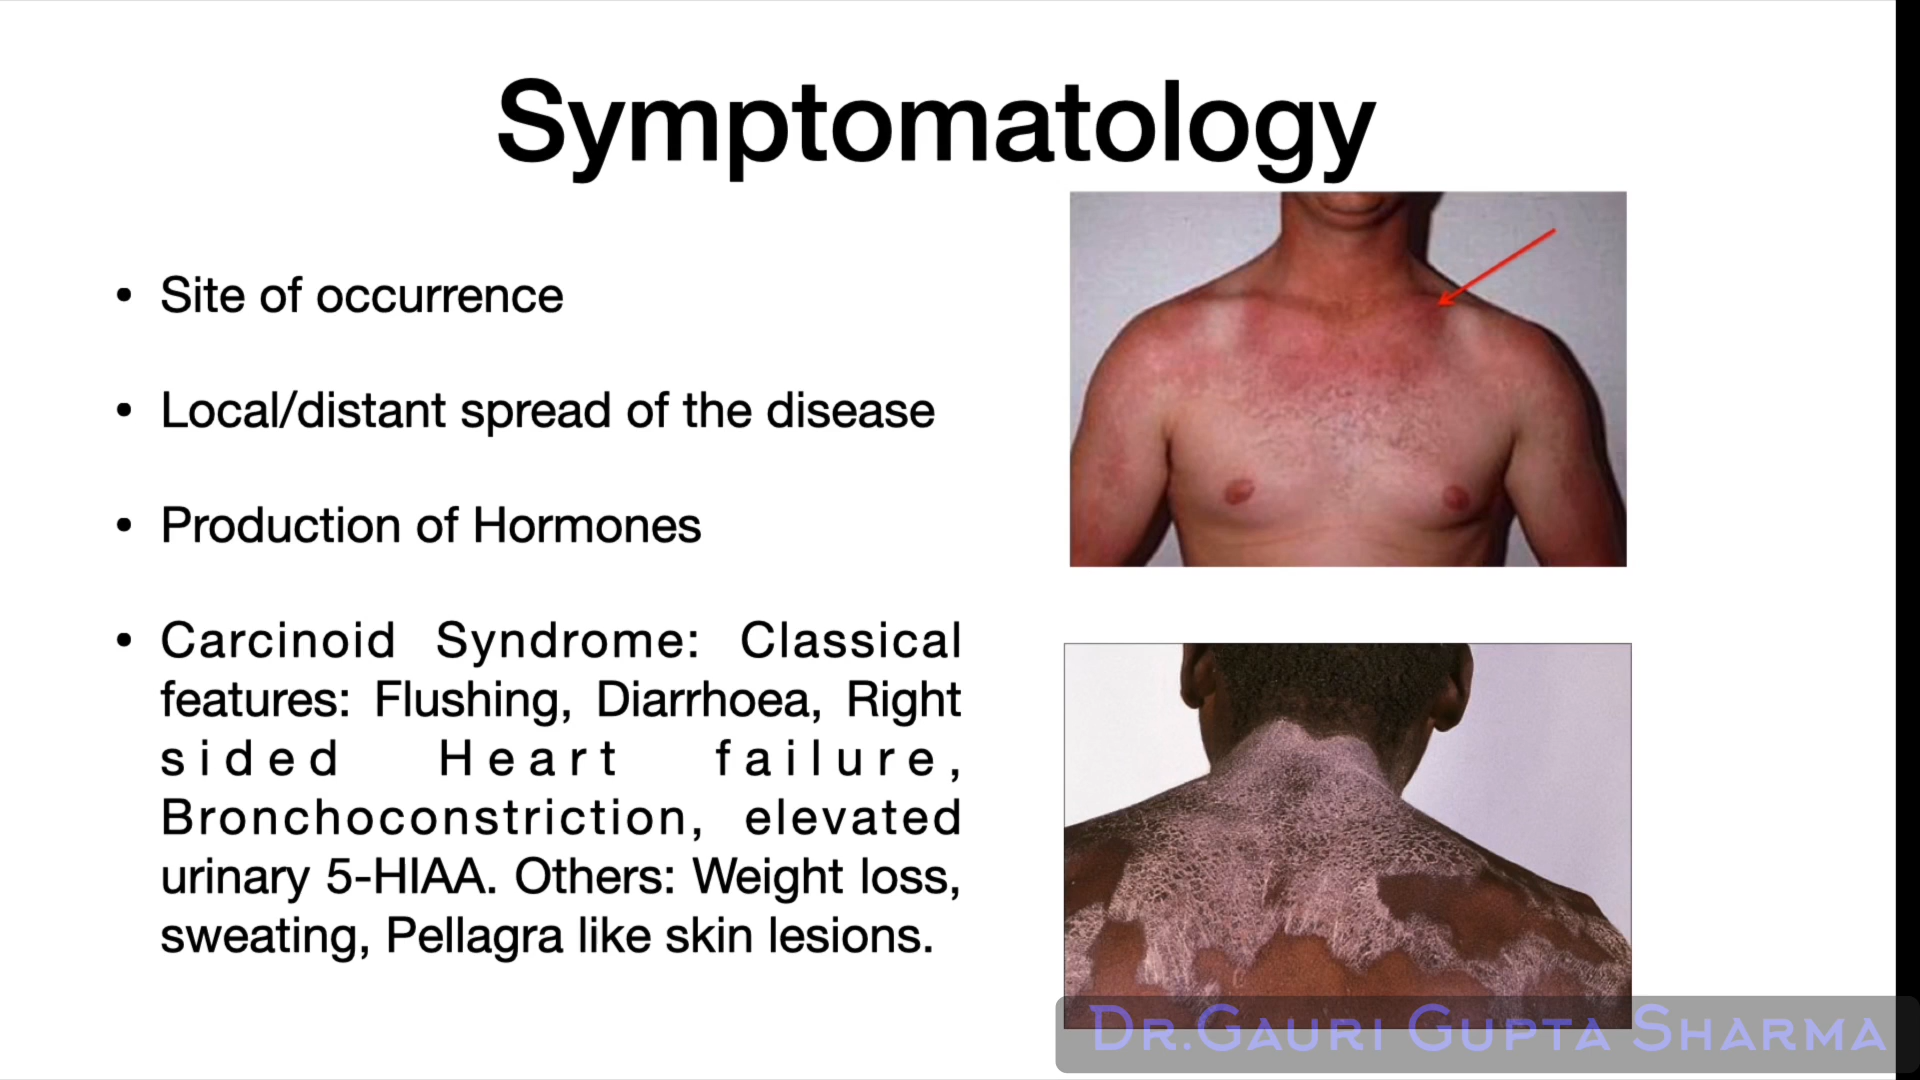 Symptomatology
• Site of occurrence
• Local/distant spread of the disease
• Production of Hormones
• Carcinoid Syndrome: Classical
features: Flushing, Diarrhoea, Right
sided Heart failure,
Bronchoconstriction, elevated
urinary 5-HIAA. Others: Weight loss,
sweating, Pellagra like skin lesions.
DR.GAURI GUPTA SHARMA